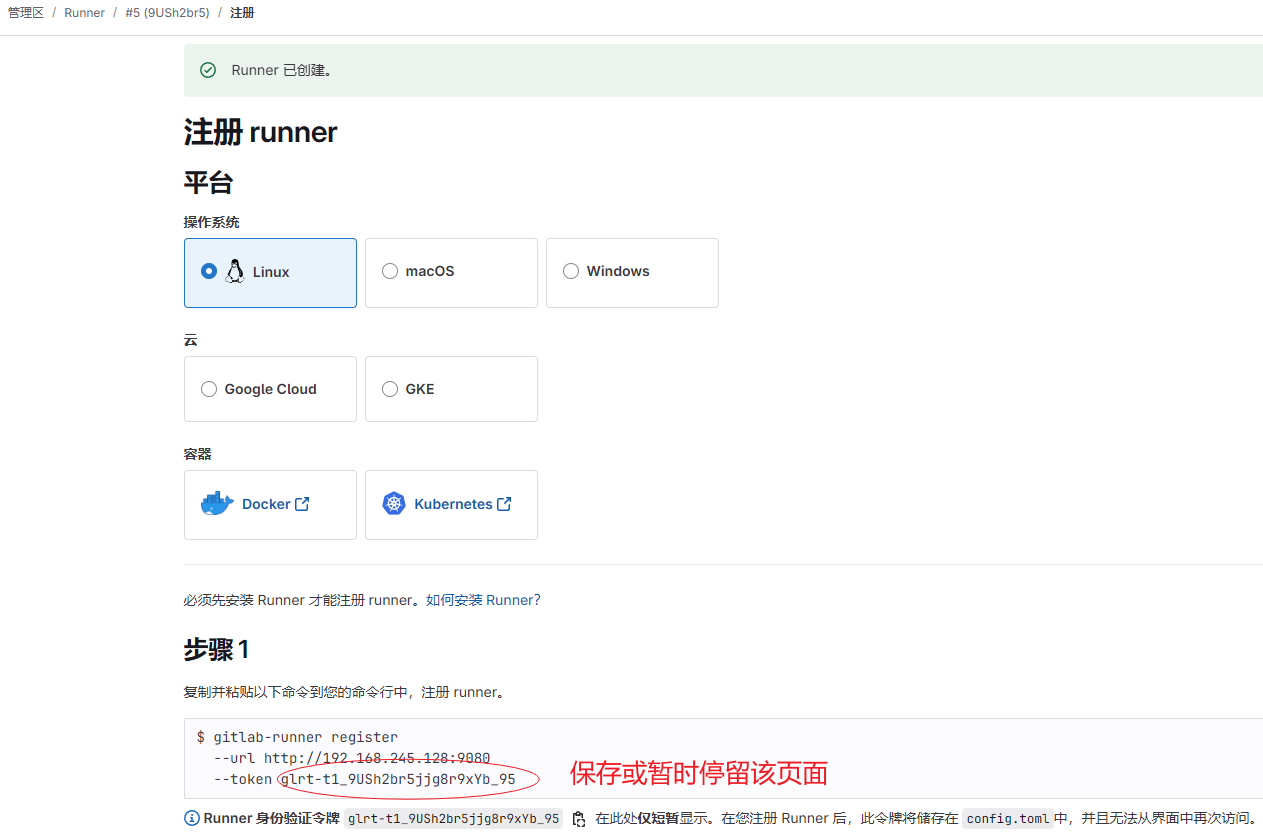 管理区 / Runner / #5 (9USh2br5) / 注册
Runner 已创建。
注册 runner
平台
操作系统
Linux
macOS
Windows
云
Google Cloud
GKE
容器
Docker
Kubernetes
必须先安装 Runner 才能注册 runner。如何安装 Runner？
步骤 1
复制并粘贴以下命令到您的命令行中，注册 runner。
$ gitlab-runner register
--url http://192.168.245.128:9080
--token glrt-t1_9USh2br5jjg8r9xYb_95
保存或暂时停留该页面
Runner 身份验证令牌 glrt-t1_9USh2br5jjg8r9xYb_95 在此处仅短暂显示。在您注册 Runner 后，此令牌将储存在 config.toml 中，并且无法从界面中再次访问。